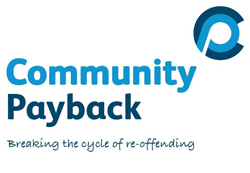 Community
Payback
Breaking the cycle of re-offending